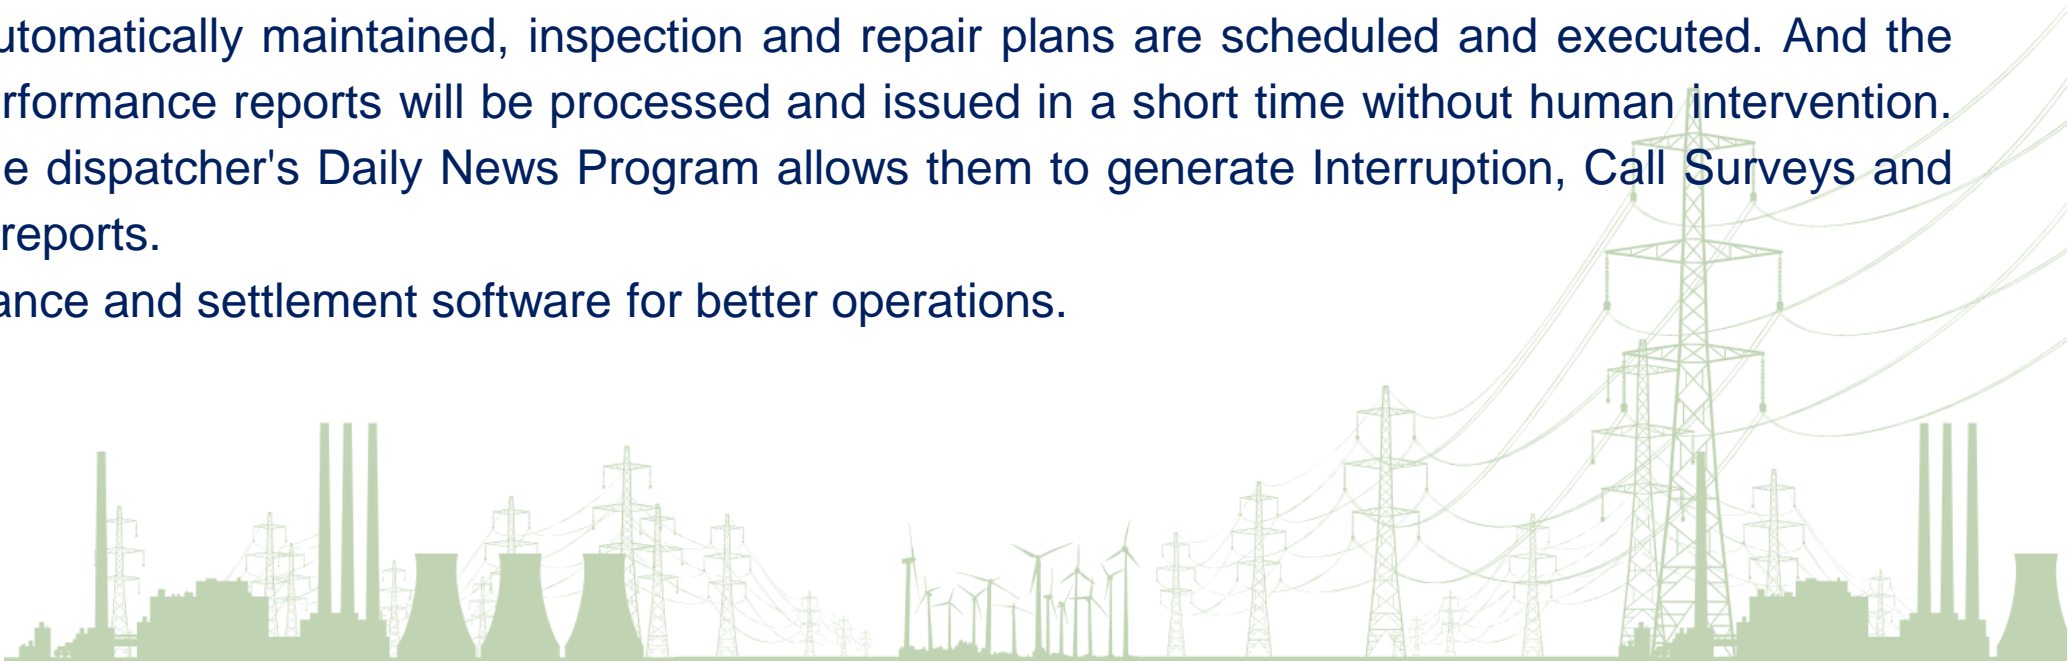 utomatically maintained, inspection and repair plans are scheduled and executed. And the
rformance reports will be processed and issued in a short time without human intervention.
e dispatcher's Daily News Program allows them to generate Interruption, Call Surveys and
reports.
ance and settlement software for better operations.